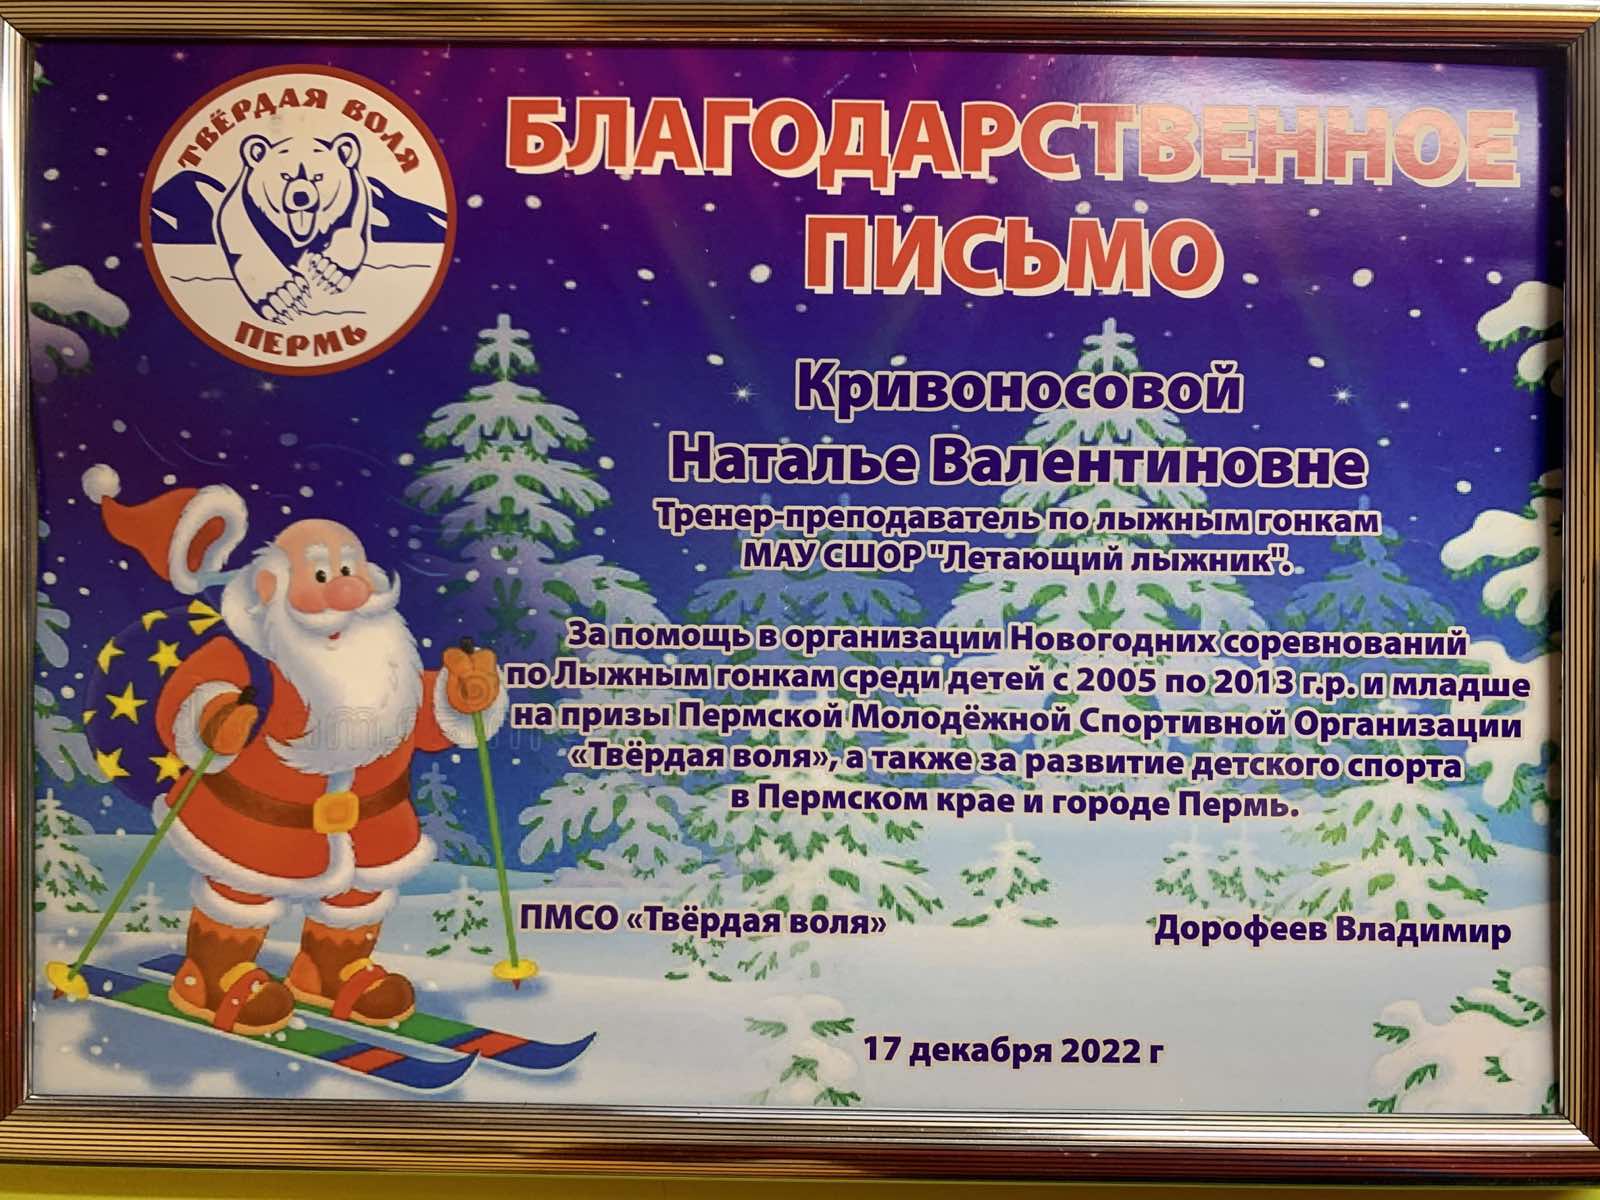 ТВЁРДАЯ ВОЛЯ
ПЕРМЬ
БЛАГОДАРСТВЕННОЕ
ПИСЬМО
Кривоносовой
Наталье Валентиновне
Тренер-преподаватель по лыжным гонкам
МАУ СШОР "Летающий лыжник".
За помощь в организации Новогодних соревнований
по Лыжным гонкам среди детей с 2005 по 2013 г.р. и младше
на призы Пермской Молодёжной Спортивной Организации
«Твёрдая воля», а также за развитие детского спорта
в Пермском крае и городе Пермь.
ПМСО «Твёрдая воля»
Дорофеев Владимир
17 декабря 2022 г